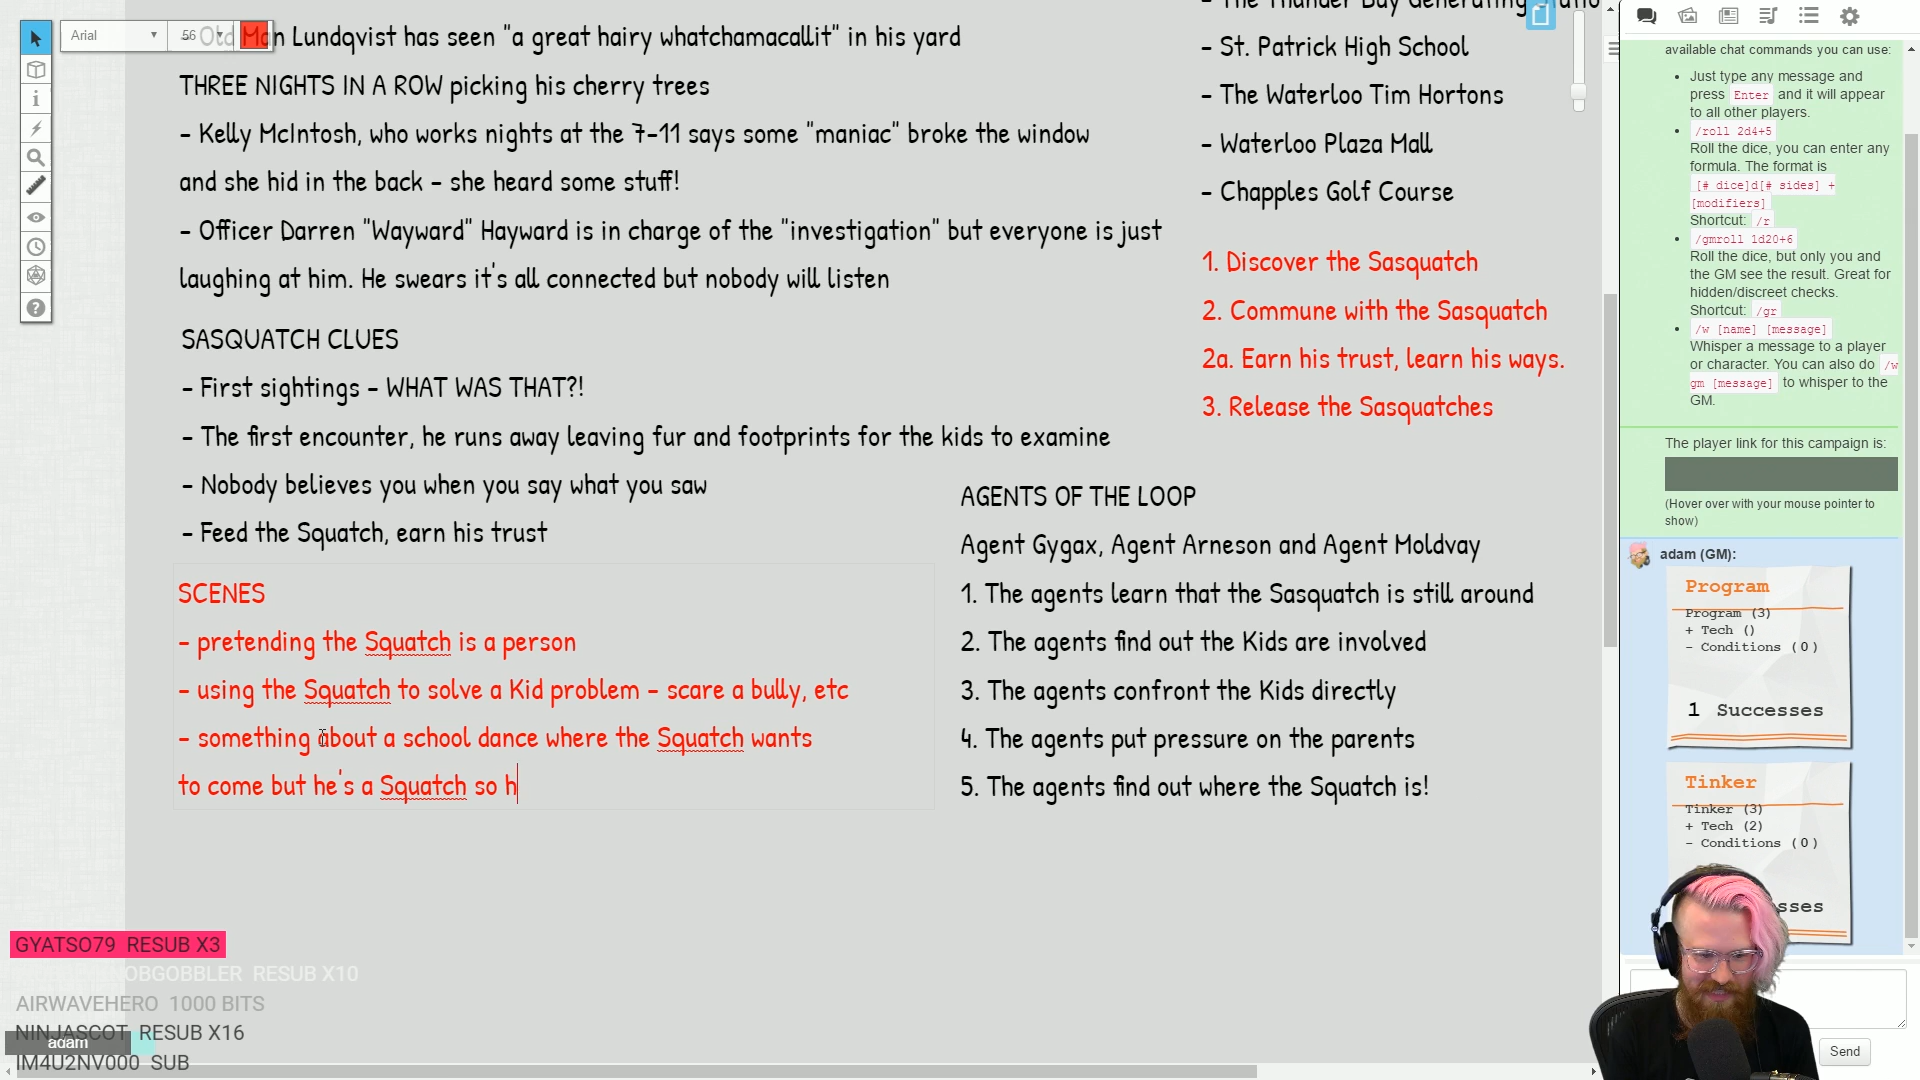 Arial
56
Old Man Lundqvist has seen "a great hairy whatchamacallit" in his yard
THREE NIGHTS IN A ROW picking his cherry trees
- Kelly McIntosh, who works nights at the 7-11 says some "maniac" broke the window
and she hid in the back - she heard some stuff!
- Officer Darren "Wayward" Hayward is in charge of the "investigation" but everyone is just
laughing at him. He swears it's all connected but nobody will listen
SASQUATCH CLUES
- First sightings - WHAT WAS THAT?!
- The first encounter, he runs away leaving fur and footprints for the kids to examine
- Nobody believes you when you say what you saw
- Feed the Squatch, earn his trust
SCENES
- pretending the Squatch is a person
- using the Squatch to solve a Kid problem - scare a bully, etc
- something about a school dance where the Squatch wants
to come but he's a Squatch so h
- The Thunder Bay Generating
- St. Patrick High School
- The Waterloo Tim Hortons
- Waterloo Plaza Mall
- Chapples Golf Course
1. Discover the Sasquatch
2. Commune with the Sasquatch
2a. Earn his trust, learn his ways.
3. Release the Sasquatches
AGENTS OF THE LOOP
Agent Gygax, Agent Arneson and Agent Moldvay
1. The agents learn that the Sasquatch is still around
2. The agents find out the Kids are involved
3. The agents confront the Kids directly
4. The agents put pressure on the parents
5. The agents find out where the Squatch is!
available chat commands you can use:
Just type any message and
press Enter and it will appear
to all other players.
/roll 2d4+5
Roll the dice, you can enter any
formula. The format is
[# dice]d[# sides] +
[modifiers]
Shortcut: /r
/gmroll 1d20+6
Roll the dice, but only you and
the GM see the result. Great for
hidden/discreet checks.
Shortcut: /gr
/w [name] [message]
Whisper a message to a player
or character. You can also do /w
gm [message] to whisper to the
GM.
The player link for this campaign is:
(Hover over with your mouse pointer to
show)
adam (GM):
Program
Program (3)
+ Tech ()
- Conditions (0)
1 Successes
Tinker
Tinker (3)
+ Tech (2)
- Conditions (0)
Send
GYATSO79 RESUB X3
OBGOBBLER RESUB X10
AIRWAVEHERO 1000 BITS
NINJASCOT RESUB X16
adam
IM4U2NV000 SUB